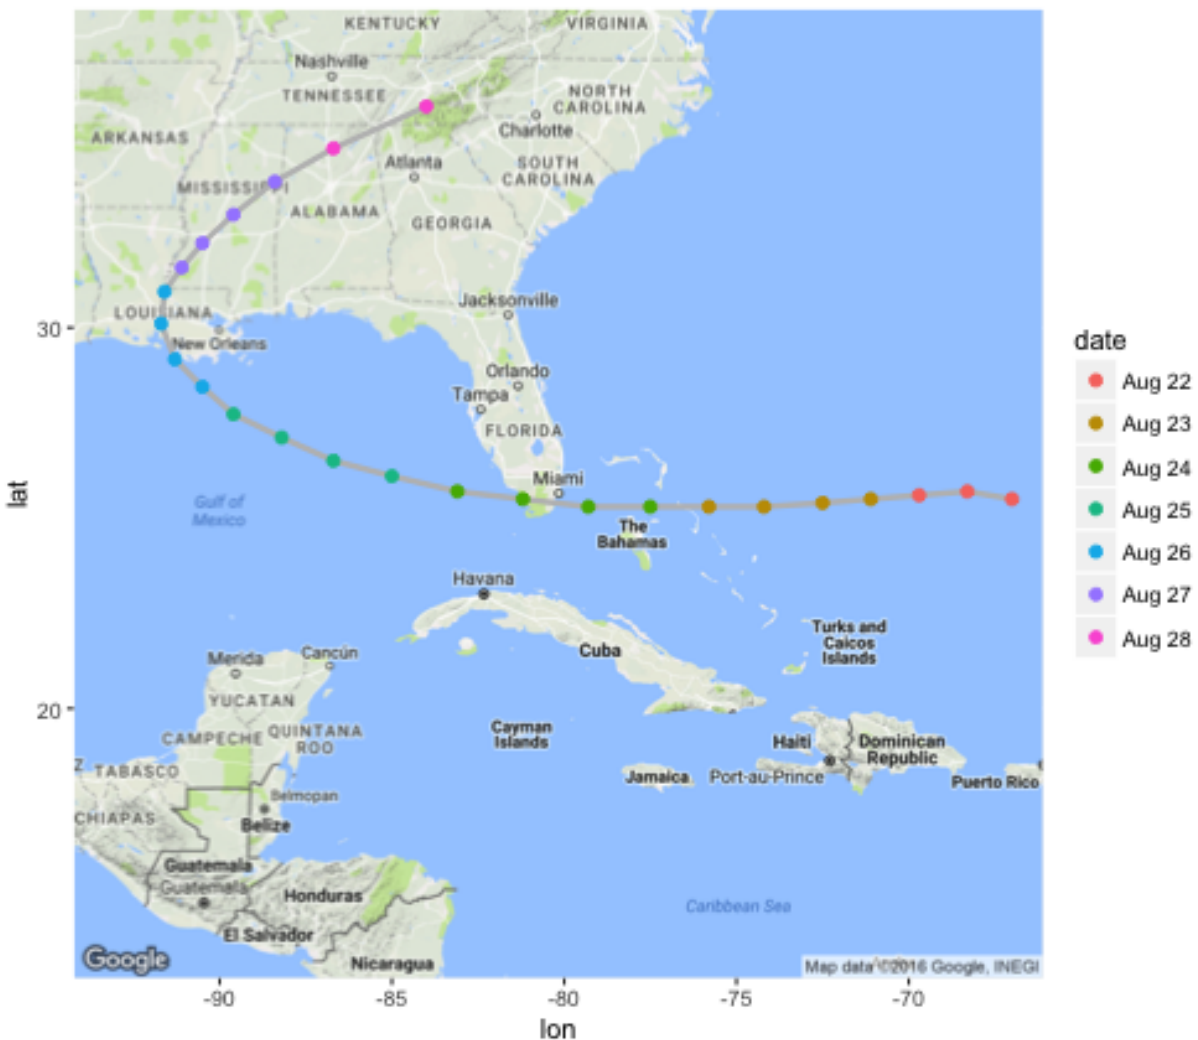 KENTUCKY
VIRGINIA
Nashville
TENNESSEE
NORTH
CAROLINA
ARKANSAS
Charlotte
Atlanta
SOUTH
CAROLINA
MISSISSIPPI
ALABAMA
GEORGIA
Jacksonville
LOUISIANA
30
New Orleans
date
Orlando
Aug 22
Tampa
Aug 23
FLORIDA
Aug 24
Miami
lat
Gulf of
Mexico
Aug 25
The
Bahamas
Aug 26
Havana
Aug 27
Turks and
Caicos
Islands
Aug 28
Cuba
Merida
Cancún
YUCATAN
20
CAMPECHE
QUINTANA
ROO
Cayman
Islands
Haiti
Dominican
Republic
Z
TABASCO
Jamaica
Port-au-Prince
Puerto Rico
Belmopan
CHIAPAS
Belize
Guatemala
Guatemala
Honduras
Caribbean Sea
El Salvador
Google
Nicaragua
Map data ©2016 Google, INEGI
-90
-85
-80
-75
-70
lon